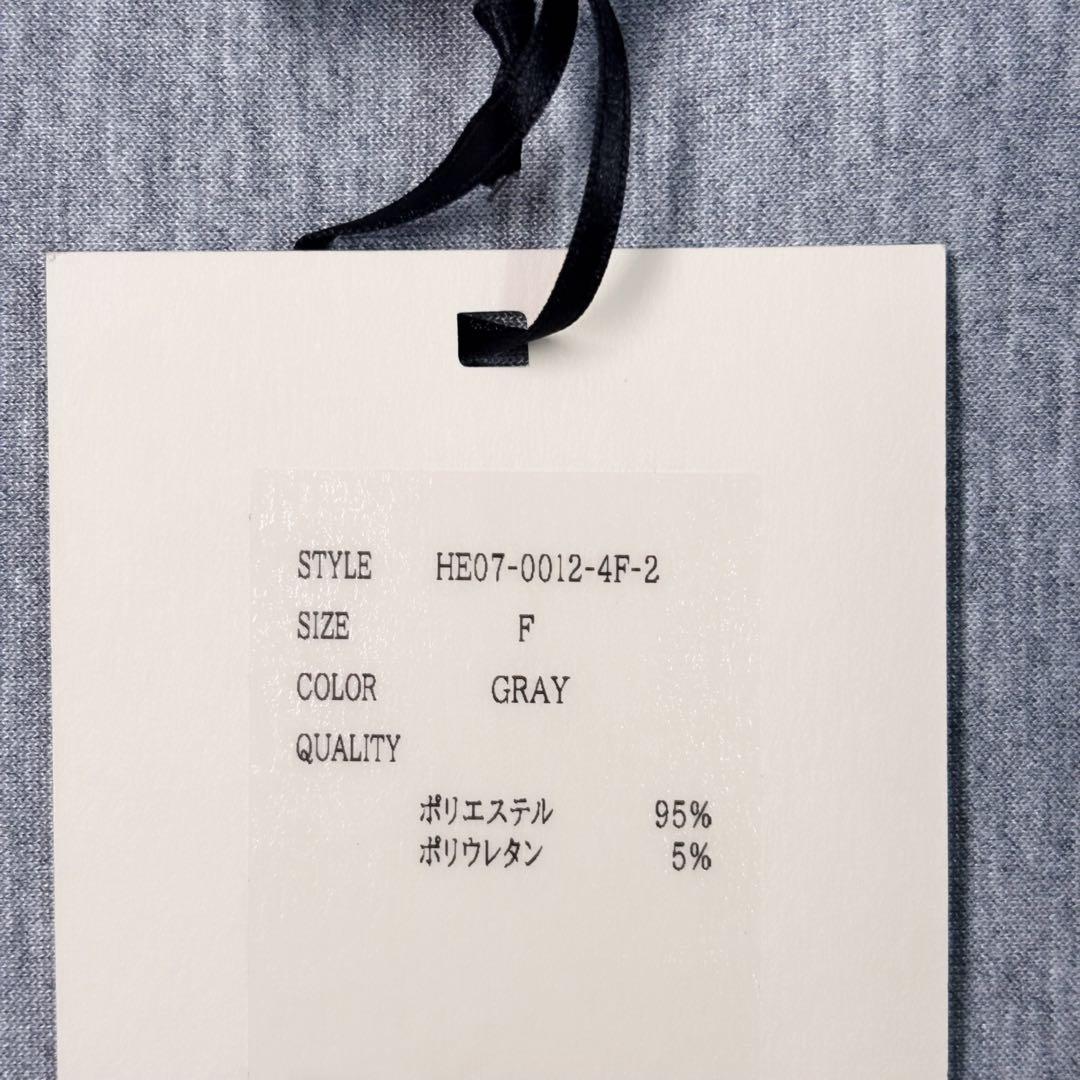 STYLE HE07-0012-4F-2
SIZE F
COLOR GRAY
QUALITY
ポリエステル 95%
ポリウレタン 5%